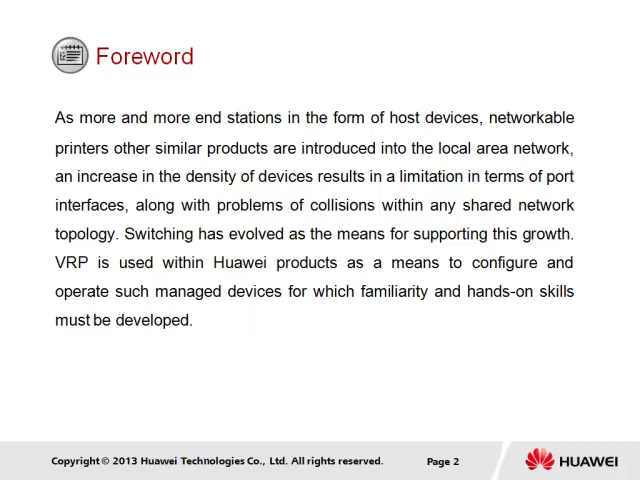 Foreword
As more and more end stations in the form of host devices, networkable
printers other similar products are introduced into the local area network,
an increase in the density of devices results in a limitation in terms of port
interfaces, along with problems of collisions within any shared network
topology. Switching has evolved as the means for supporting this growth.
VRP is used within Huawei products as a means to configure and
operate such managed devices for which familiarity and hands-on skills
must be developed.
Copyright © 2013 Huawei Technologies Co., Ltd. All rights reserved.
Page 2
HUAWEI